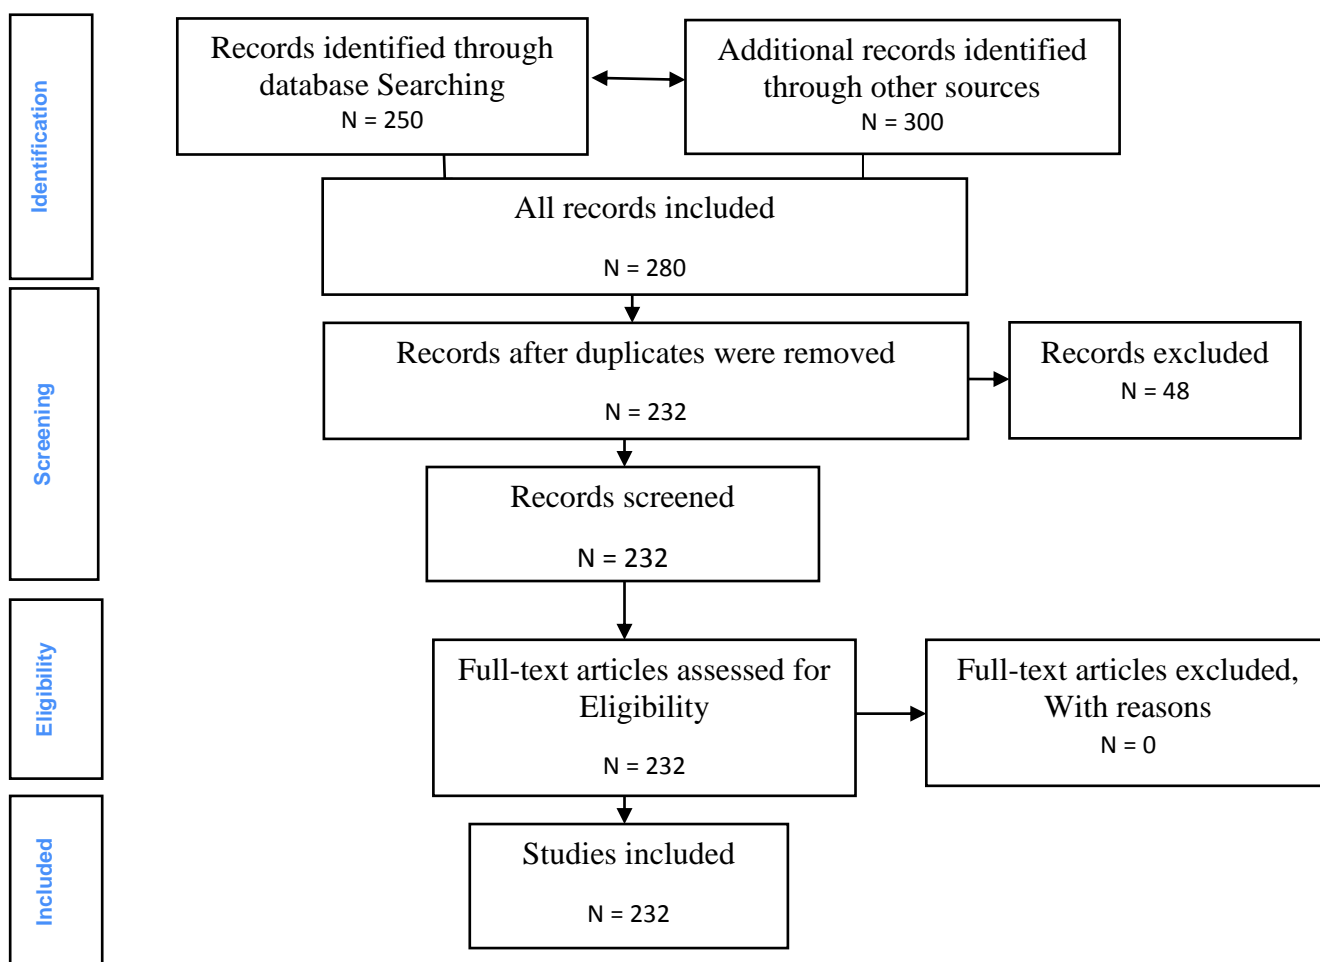 Identification
Records identified through
database Searching
N = 250
Additional records identified
through other sources
N = 300
All records included
N = 280
Screening
Records after duplicates were removed
N = 232
Records excluded
N = 48
Records screened
N = 232
Eligibility
Full-text articles assessed for
Eligibility
N = 232
Full-text articles excluded,
With reasons
N = 0
Included
Studies included
N = 232